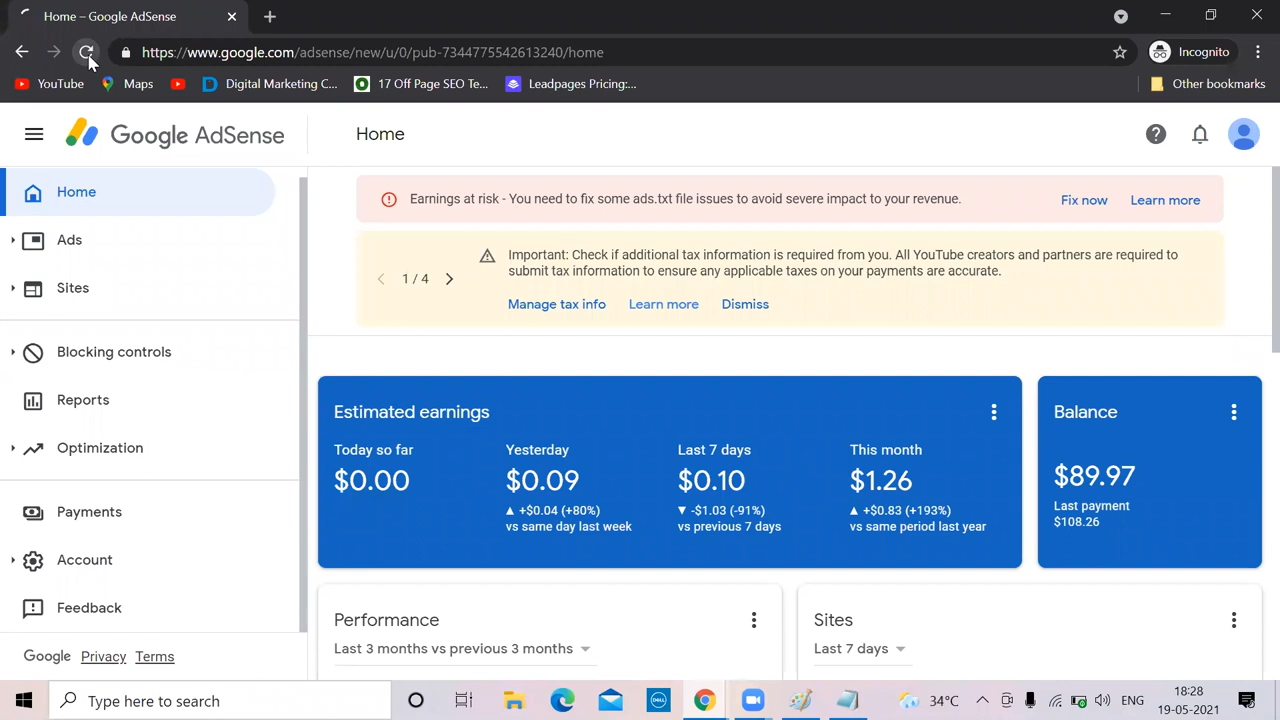 Home – Google AdSense
https://www.google.com/adsense/new/u/0/pub-7344775542613240/home
Incognito
YouTube
Maps
Digital Marketing C...
17 Off Page SEO Te...
Leadpages Pricing:...
Other bookmarks
Google AdSense
Home
Home
Ads
Sites
Blocking controls
Reports
Optimization
Payments
Account
Feedback
Google Privacy Terms
Earnings at risk - You need to fix some ads.txt file issues to avoid severe impact to your revenue.
Fix now
Learn more
1 / 4
Important: Check if additional tax information is required from you. All YouTube creators and partners are required to
submit tax information to ensure any applicable taxes on your payments are accurate.
Manage tax info
Learn more
Dismiss
Estimated earnings
Today so far
$0.00
Yesterday
$0.09
+$0.04 (+80%)
vs same day last week
Last 7 days
$0.10
-$1.03 (-91%)
vs previous 7 days
This month
$1.26
+$0.83 (+193%)
vs same period last year
Balance
$89.97
Last payment
$108.26
Performance
Last 3 months vs previous 3 months
Sites
Last 7 days
Type here to search
DELL
34°C
ENG
18:28
19-05-2021